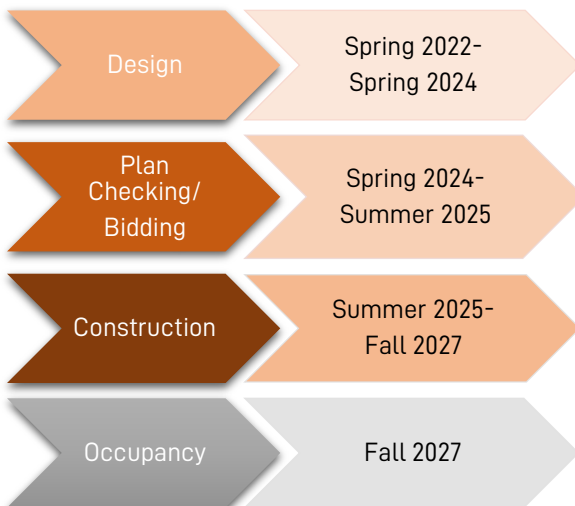 Design
Spring 2022-
Spring 2024
Plan
Checking/
Bidding
Spring 2024-
Summer 2025
Construction
Summer 2025-
Fall 2027
Occupancy
Fall 2027